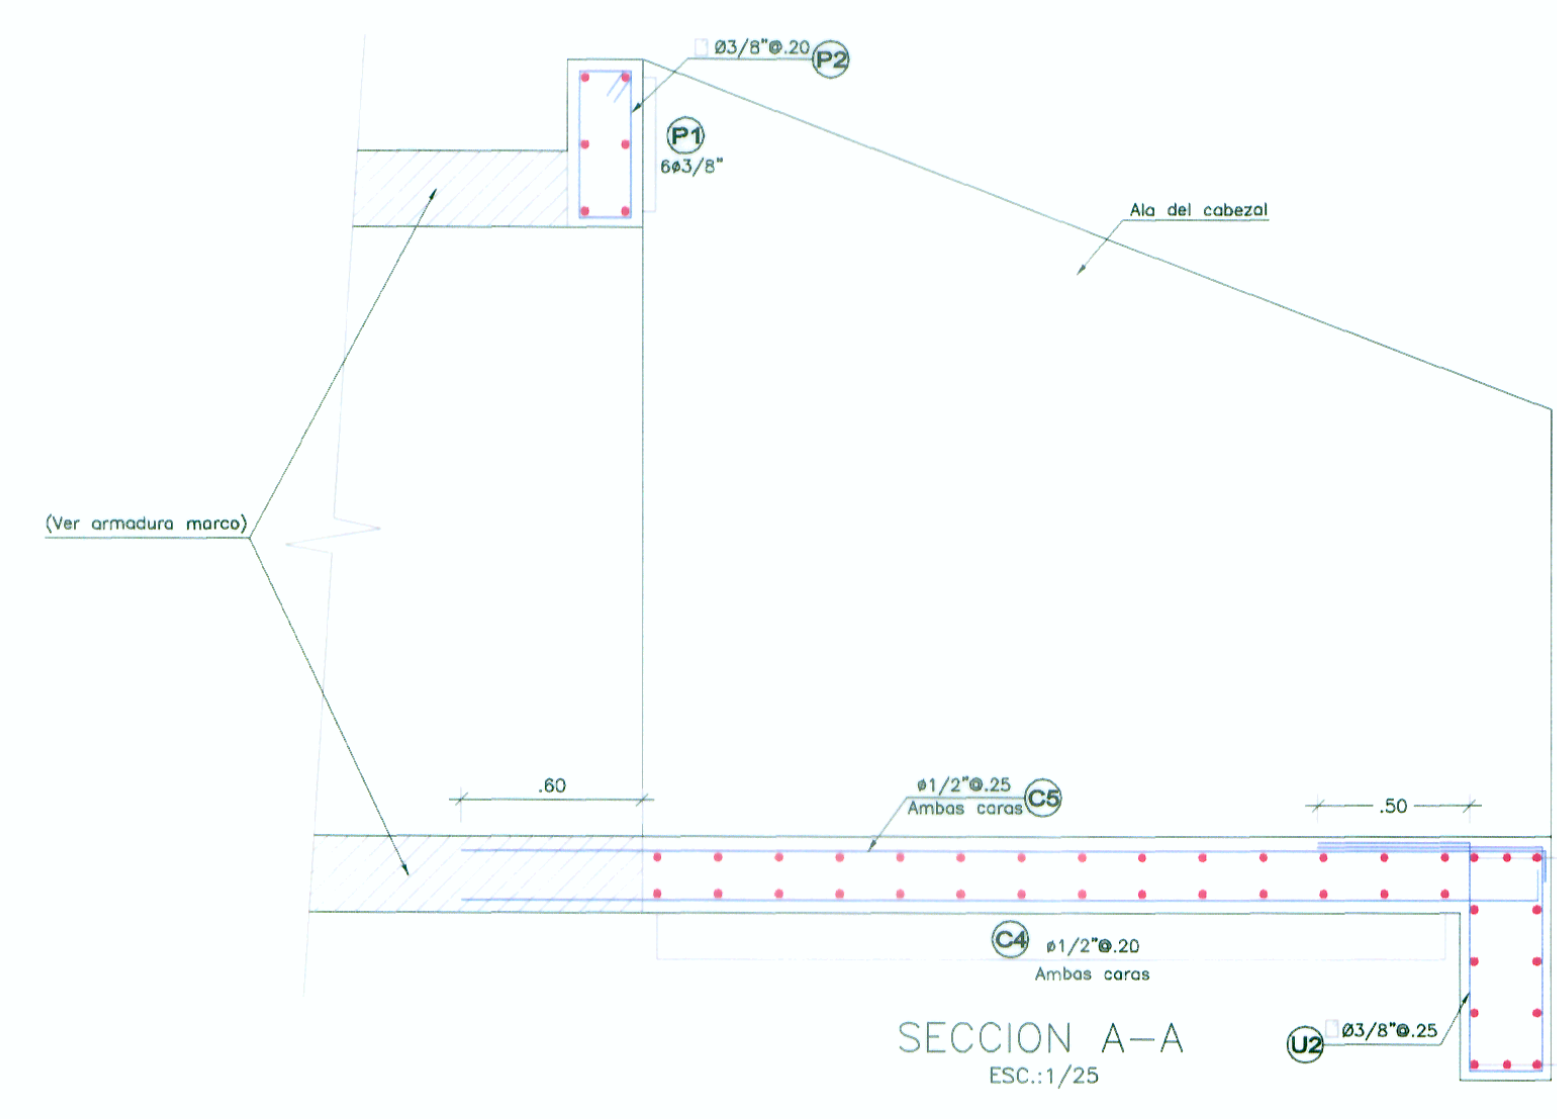 Ø3/8"@.20 P2
P1
6ø3/8"
Ala del cabezal
(Ver armadura marco)
.60
ø1/2"@.25 C5
Ambas caras
.50
C4 ø1/2"@.20
Ambas caras
SECCION A-A
ESC.:1/25
U2 Ø3/8"@.25